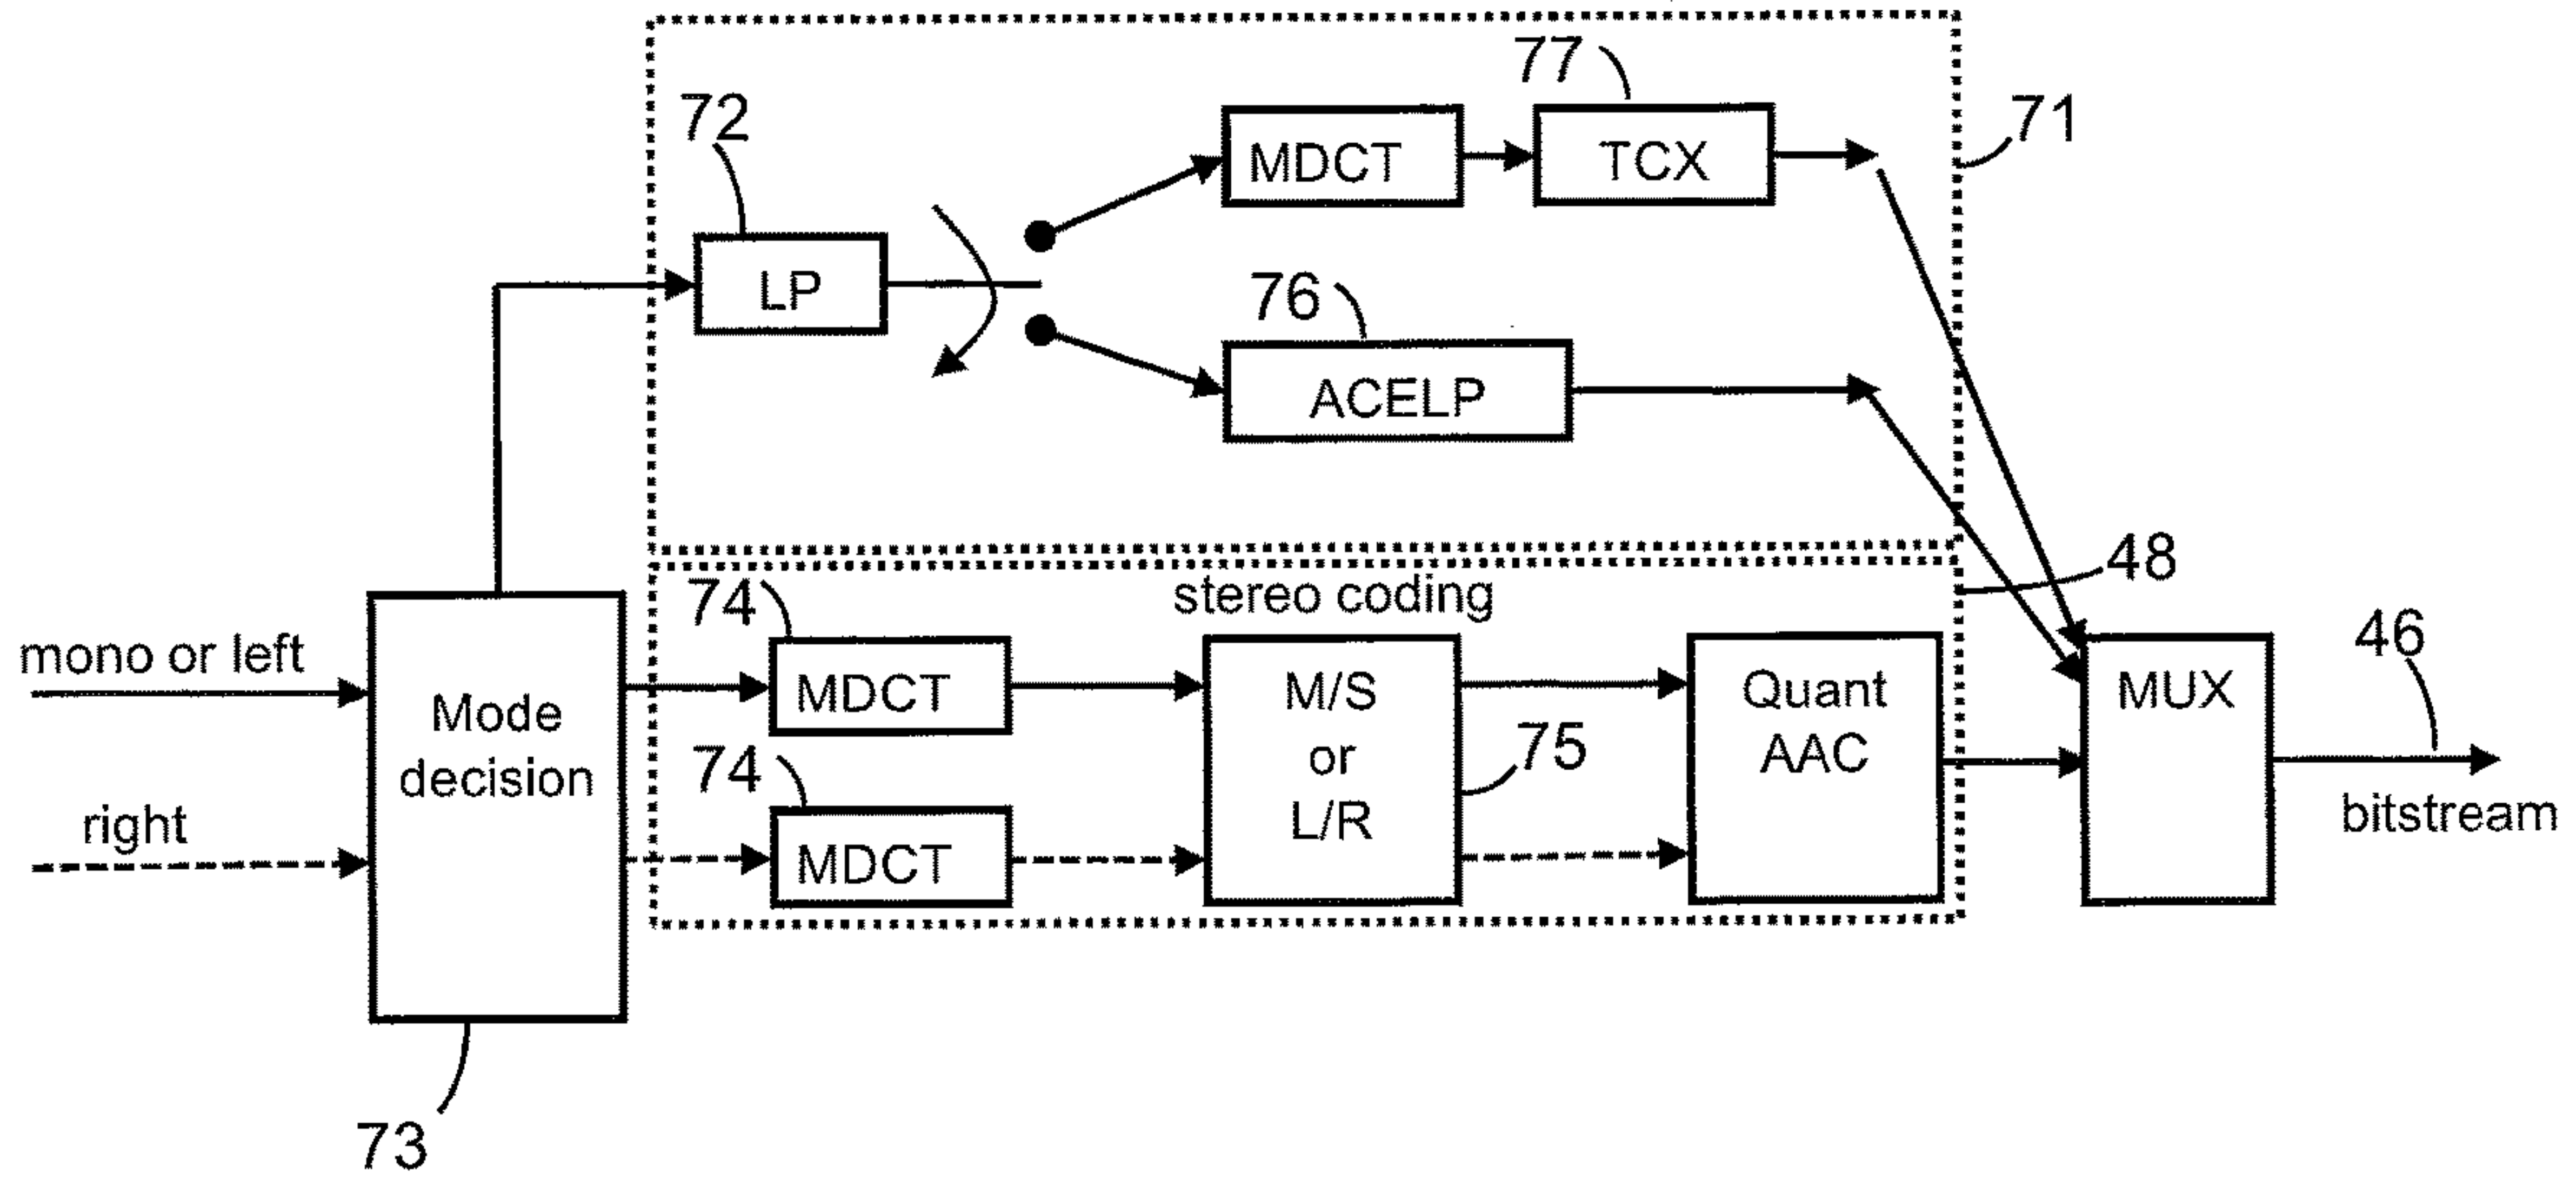 77
72
71
MDCT
TCX
LP
76
ACELP
48
74
stereo coding
mono or left
46
MDCT
M/S
or
L/R
Quant
AAC
MUX
Mode
decision
75
74
right
bitstream
MDCT
73